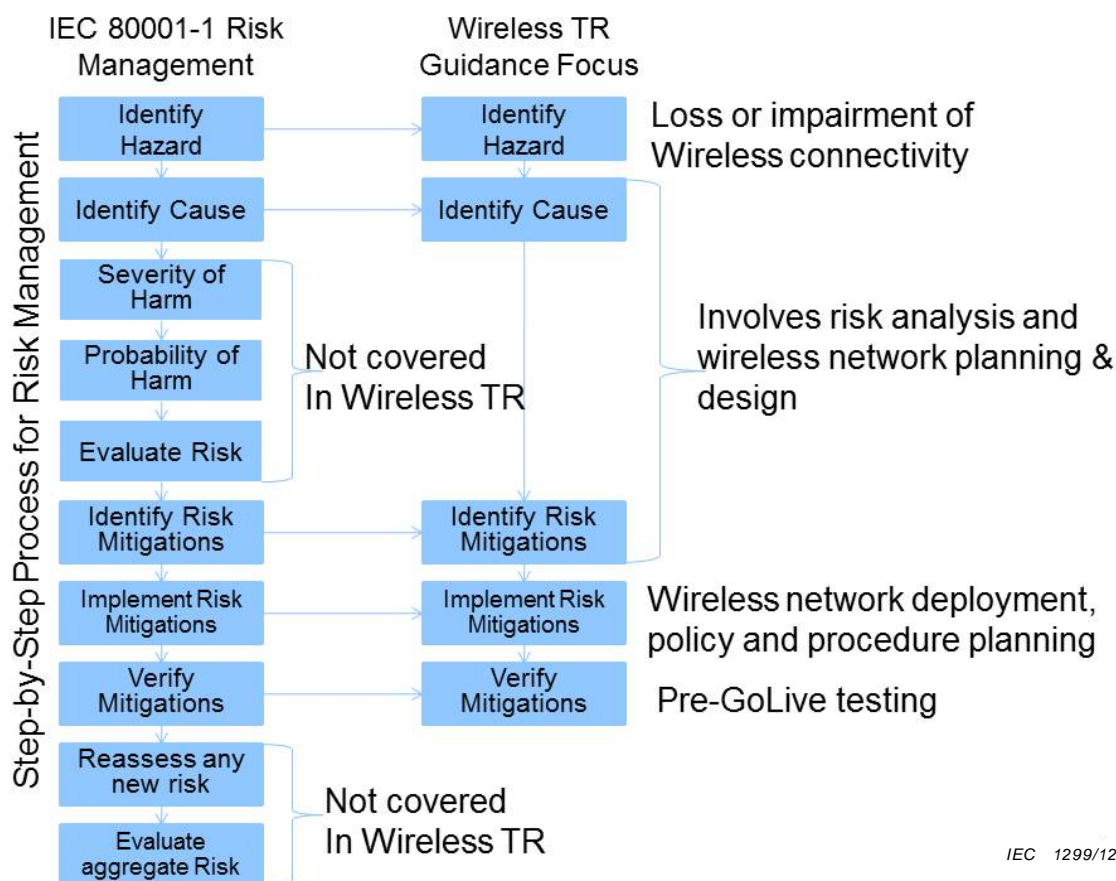 IEC 80001-1 Risk
Management
Wireless TR
Guidance Focus
Step-by-Step Process for Risk Management
Identify
Hazard
Identify
Hazard
Loss or impairment of
Wireless connectivity
Identify Cause
Identify Cause
Severity of
Harm
Probability of
Harm
Evaluate Risk
Not covered
In Wireless TR
Involves risk analysis and
wireless network planning &
design
Identify Risk
Mitigations
Identify Risk
Mitigations
Implement Risk
Mitigations
Implement Risk
Mitigations
Wireless network deployment,
policy and procedure planning
Verify
Mitigations
Verify
Mitigations
Pre-GoLive testing
Reassess any
new risk
Evaluate
aggregate Risk
Not covered
In Wireless TR
IEC 1299/12